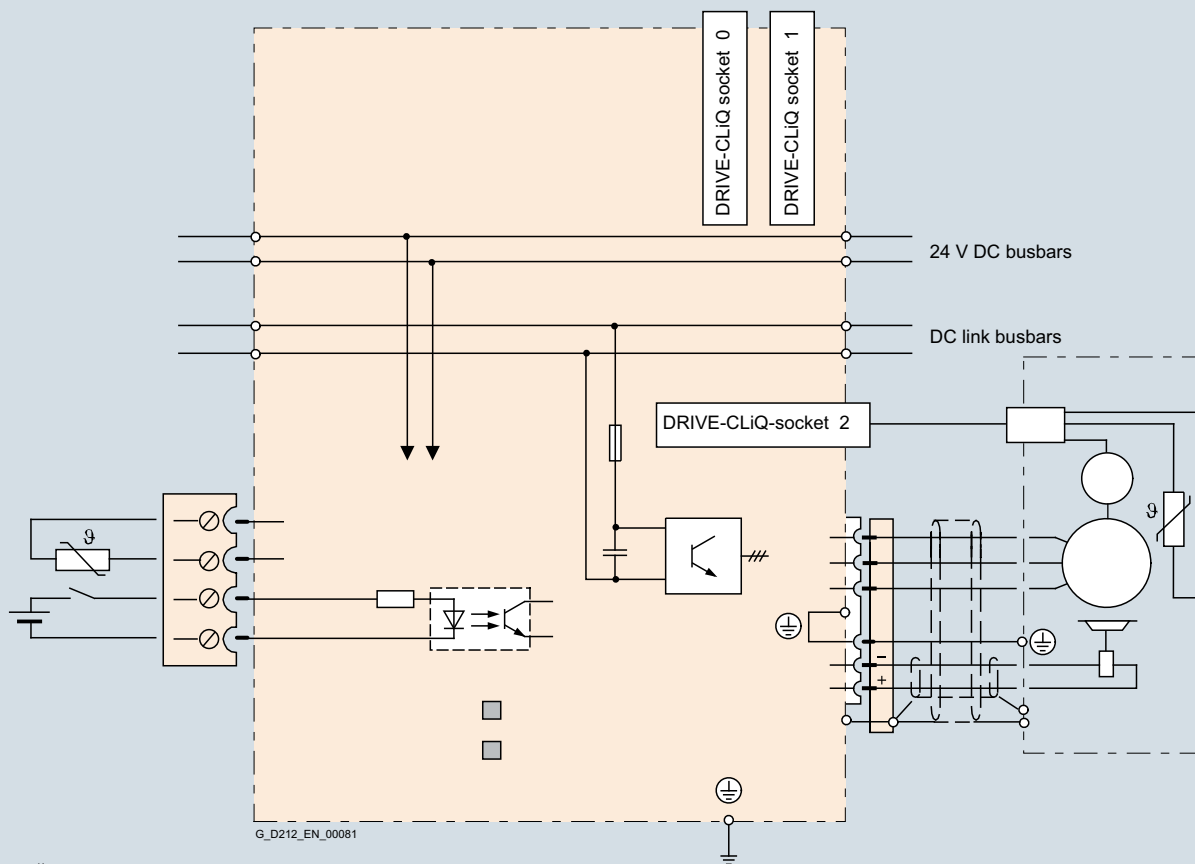 DRIVE-CLiQ socket 0
DRIVE-CLiQ socket 1
24 V DC busbars
DC link busbars
DRIVE-CLiQ-socket 2
ϑ
ϑ
–
+
G_D212_EN_00081